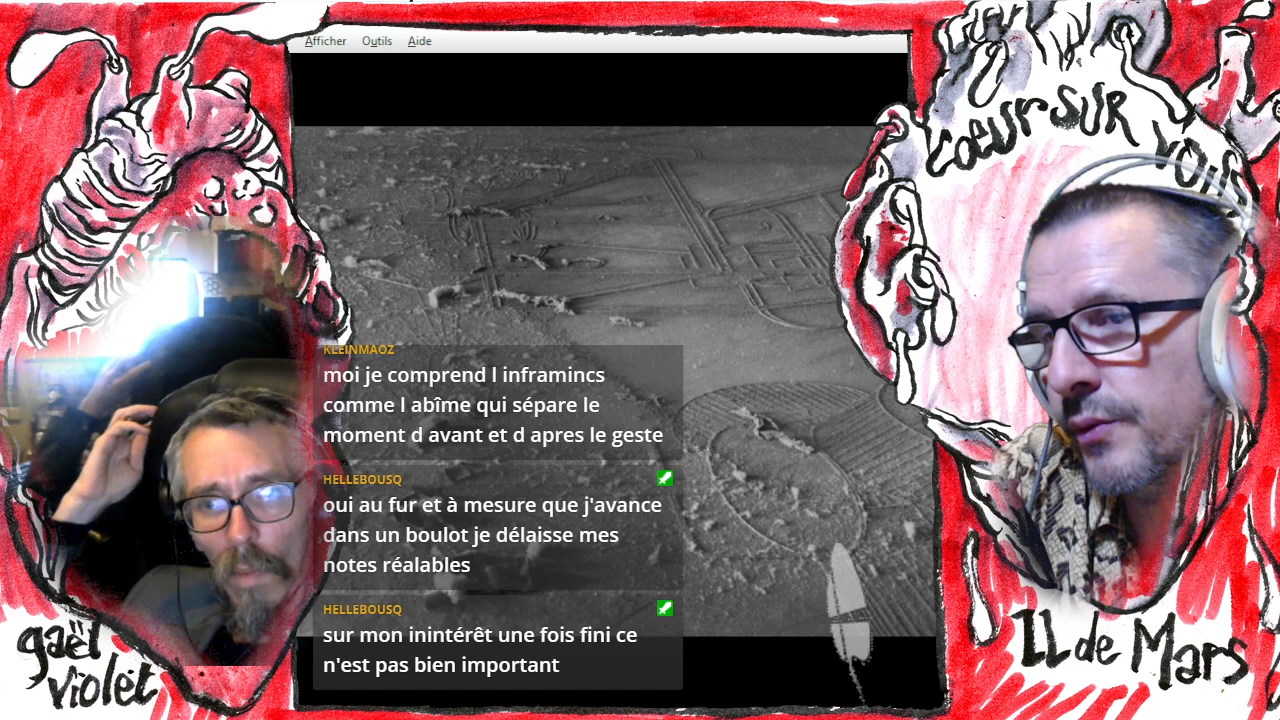 Afficher Outils Aide
coeur SUR VOUS
KLEINMAOZ
moi je comprend l inframincs
comme l abîme qui sépare le
moment d avant et d apres le geste
HELLEBOUSQ
oui au fur et à mesure que j'avance
dans un boulot je délaisse mes
notes réalables
HELLEBOUSQ
sur mon inintérêt une fois fini ce
n'est pas bien important
gaël
violet
LL de Mars